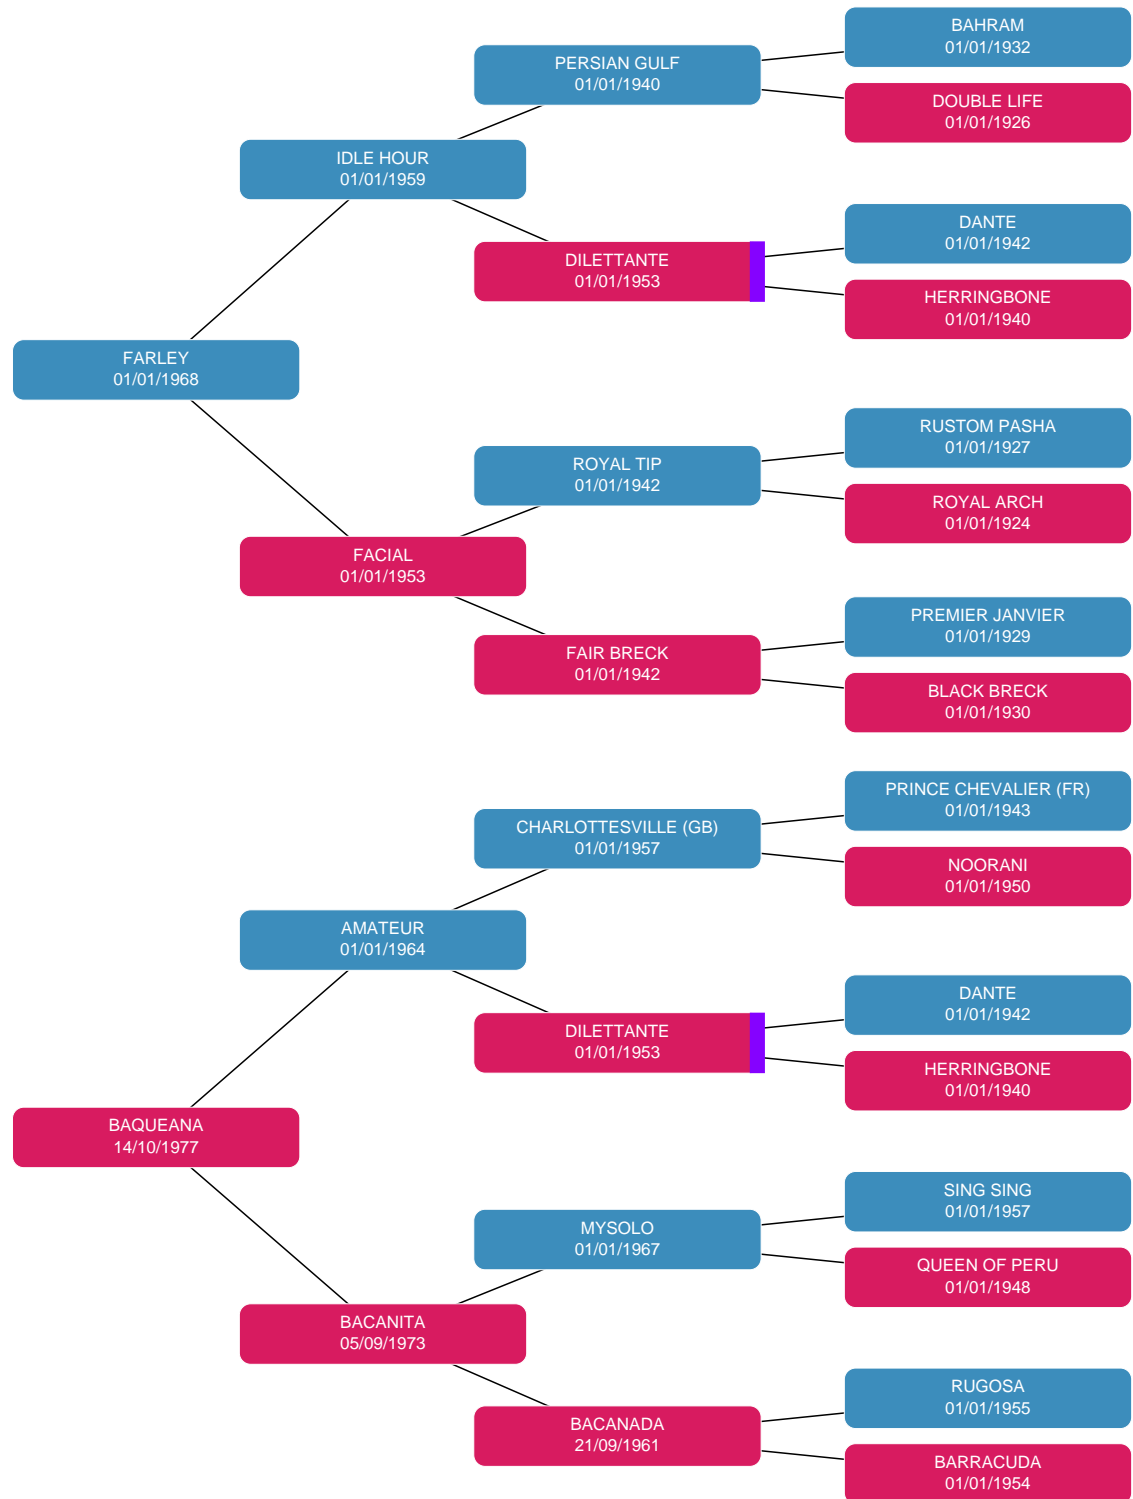 BAHRAM
01/01/1932
PERSIAN GULF
01/01/1940
DOUBLE LIFE
01/01/1926
IDLE HOUR
01/01/1959
DANTE
01/01/1942
DILETTANTE
01/01/1953
HERRINGBONE
01/01/1940
FARLEY
01/01/1968
RUSTOM PASHA
01/01/1927
ROYAL TIP
01/01/1942
ROYAL ARCH
01/01/1924
FACIAL
01/01/1953
PREMIER JANVIER
01/01/1929
FAIR BRECK
01/01/1942
BLACK BRECK
01/01/1930
PRINCE CHEVALIER (FR)
01/01/1943
CHARLOTTESVILLE (GB)
01/01/1957
NOORANI
01/01/1950
AMATEUR
01/01/1964
DANTE
01/01/1942
DILETTANTE
01/01/1953
HERRINGBONE
01/01/1940
BAQUEANA
14/10/1977
SING SING
01/01/1957
MYSOLO
01/01/1967
QUEEN OF PERU
01/01/1948
BACANITA
05/09/1973
RUGOSA
01/01/1955
BACANADA
21/09/1961
BARRACUDA
01/01/1954